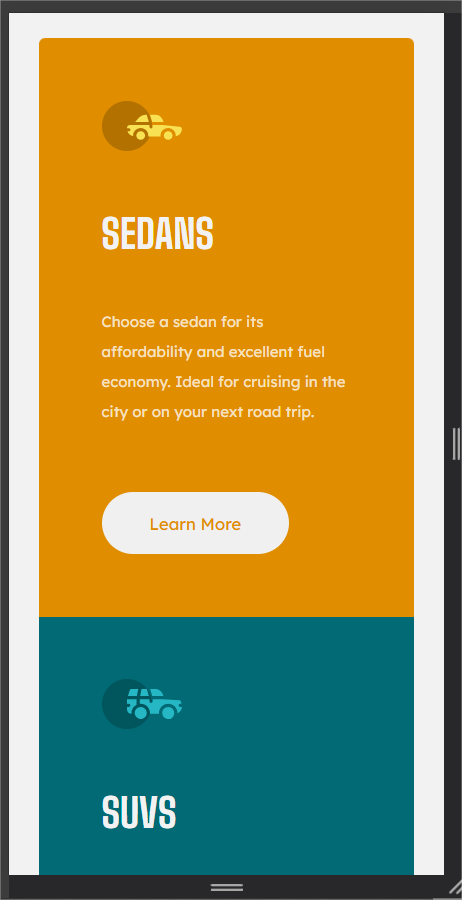 SEDANS
Choose a sedan for its
affordability and excellent fuel
economy. Ideal for cruising in the
city or on your next road trip.
Learn More
SUVS